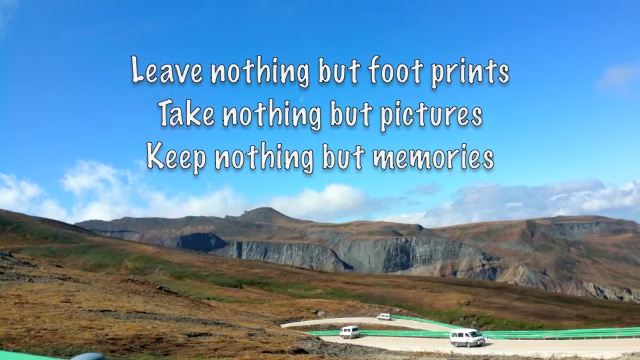 Leave nothing but foot prints
Take nothing but pictures
Keep nothing but memories